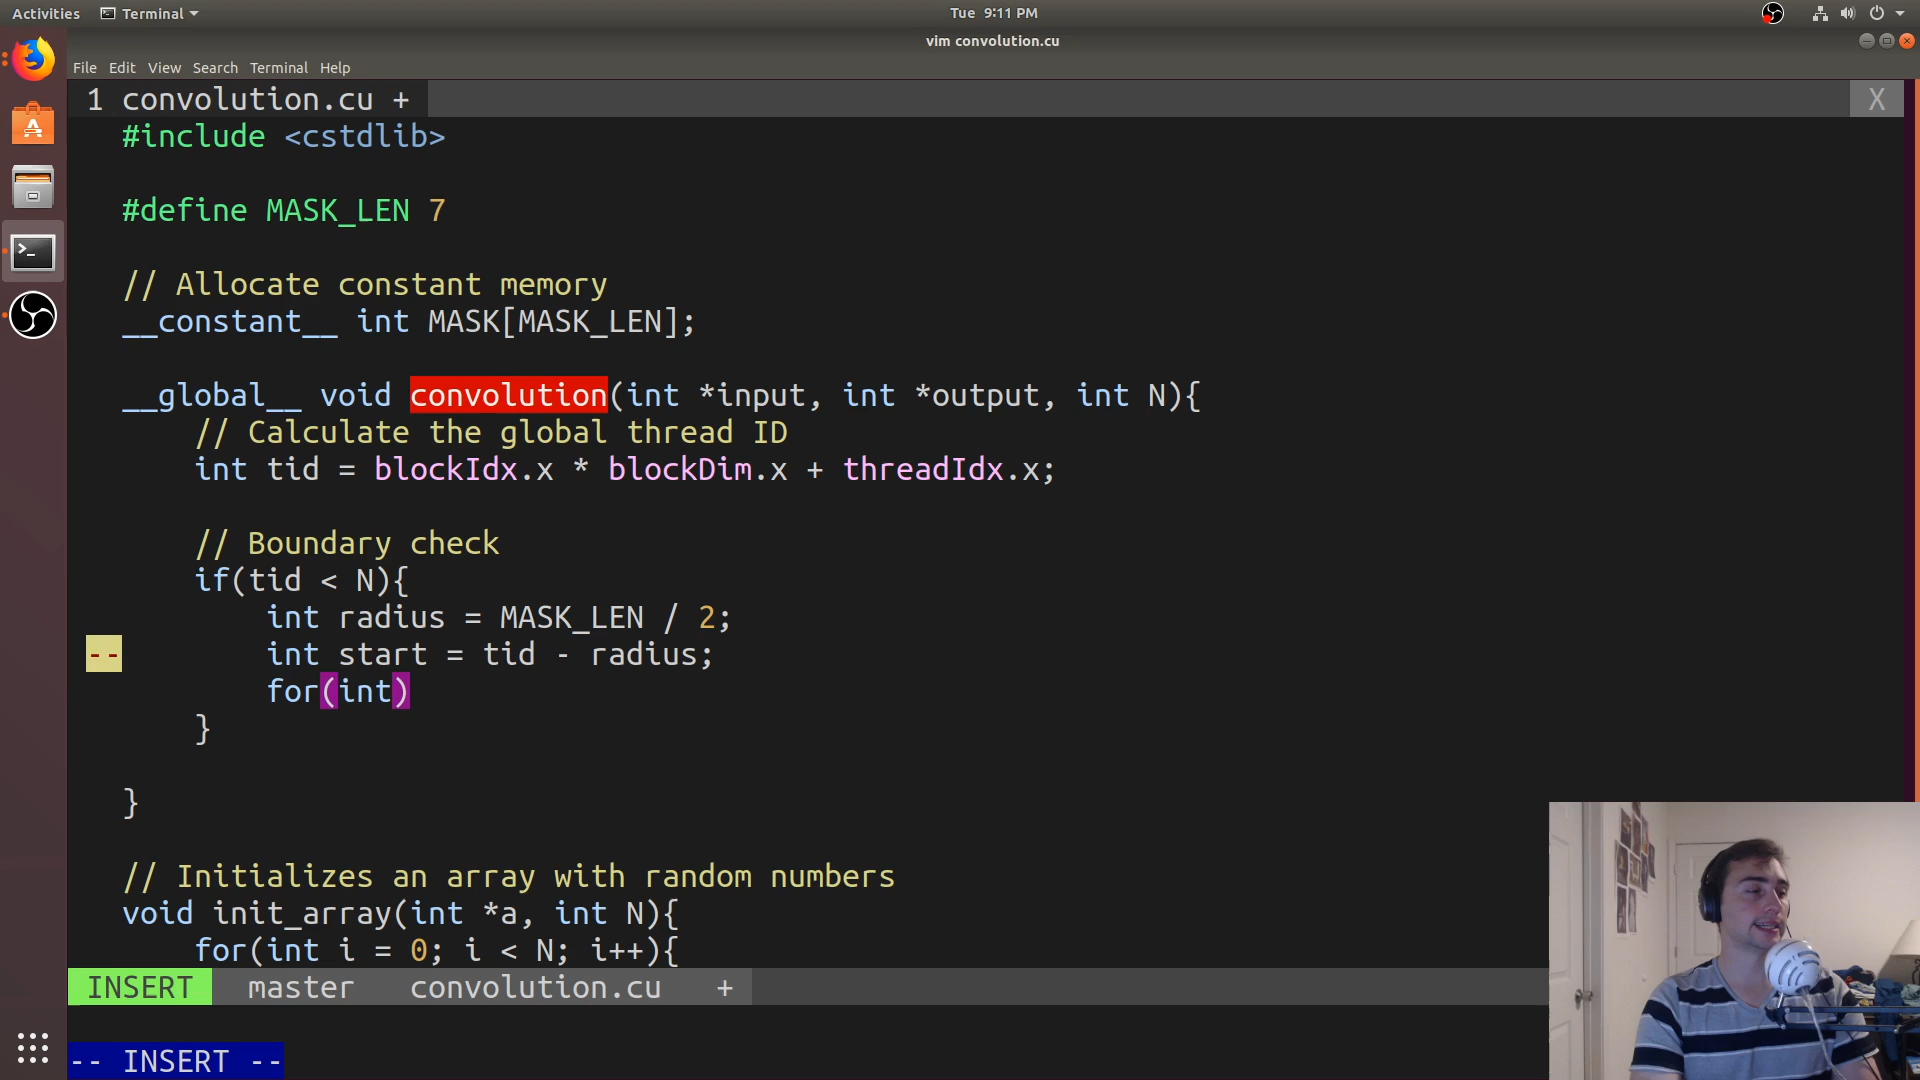 Activities
Terminal
Tue 9:11 PM
vim convolution.cu
File Edit View Search Terminal Help
1 convolution.cu +
X
#include <cstdlib>
#define MASK_LEN 7
// Allocate constant memory
__constant__ int MASK[MASK_LEN];
__global__ void convolution(int *input, int *output, int N){
// Calculate the global thread ID
int tid = blockIdx.x * blockDim.x + threadIdx.x;
// Boundary check
if(tid < N){
int radius = MASK_LEN / 2;
-- int start = tid - radius;
for(int)
}
}
// Initializes an array with random numbers
void init_array(int *a, int N){
for(int i = 0; i < N; i++){
INSERT master convolution.cu +
-- INSERT --